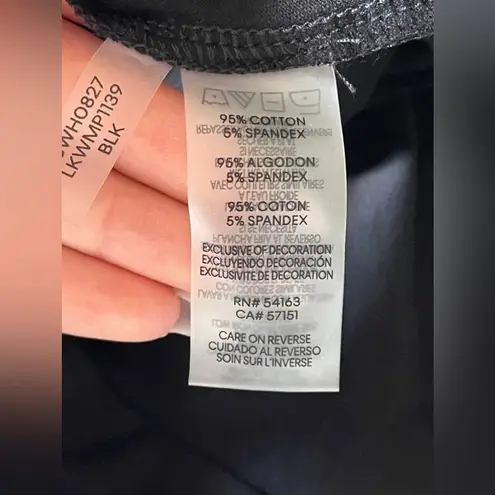 WH0827
LKWMP1139
BLK
95% COTTON
5% SPANDEX
95% ALGODON
5% SPANDEX
95% COTON
5% SPANDEX
EXCLUSIVE OF DECORATION
EXCLUYENDO DECORACIÓN
EXCLUSIVITE DE DECORATION
RN# 54163
CA# 57151
CARE ON REVERSE
CUIDADO AL REVERSO
SOIN SUR L'INVERSE